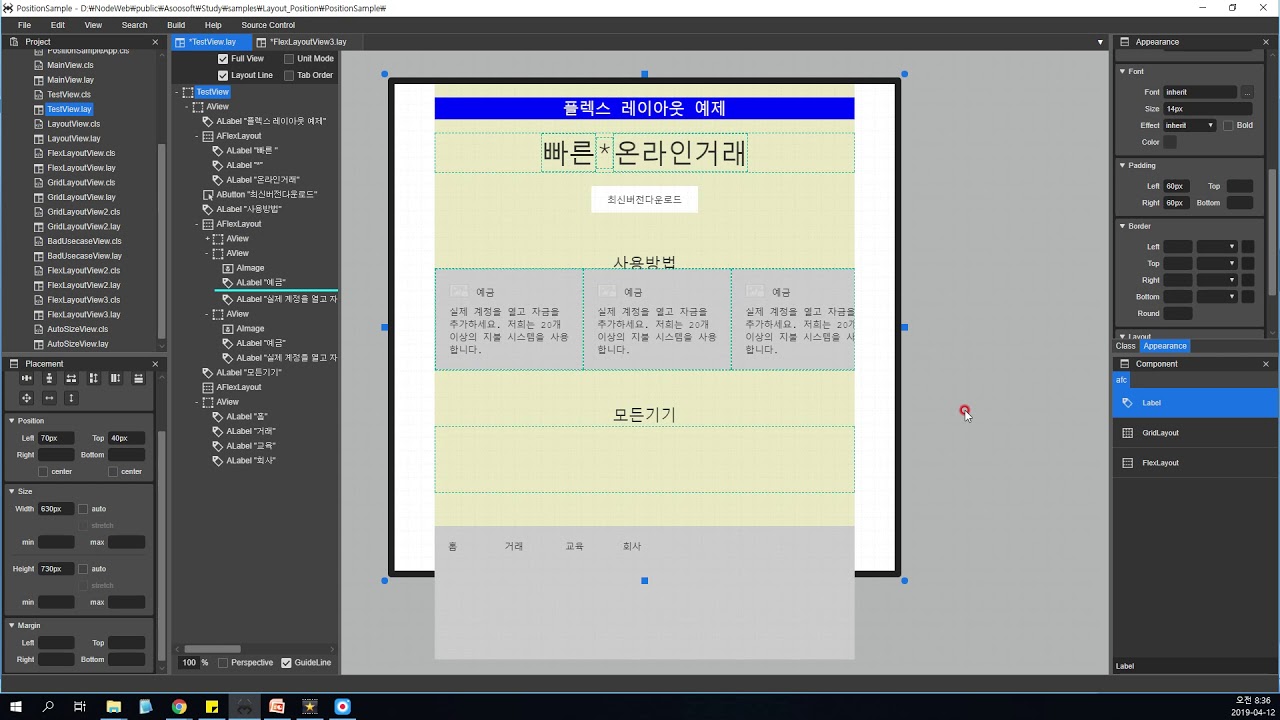 PositionSample - D:₩NodeWeb₩public₩Asoosoft₩Study₩samples₩Layout_Position₩PositionSample₩
File Edit View Search Build Help Source Control
Project
PositionSampleApp.cls
MainView.cls
MainView.lay
TestView.cls
TestView.lay
LayoutView.cls
LayoutView.lay
FlexLayoutView.cls
FlexLayoutView.lay
GridLayoutView.cls
GridLayoutView.lay
GridLayoutView2.cls
GridLayoutView2.lay
BadUsecaseView.cls
BadUsecaseView.lay
FlexLayoutView2.cls
FlexLayoutView2.lay
FlexLayoutView3.cls
FlexLayoutView3.lay
AutoSizeView.cls
AutoSizeView.lay
Placement
Position
Left 70px Top 40px
Right Bottom
center center
Size
Width 630px auto
stretch
min max
Height 730px auto
stretch
min max
Margin
Left Top
Right Bottom
*TestView.lay *FlexLayoutView3.lay
Full View Unit Mode
Layout Line Tab Order
TestView
AView
ALabel "플렉스 레이아웃 예제"
AFlexLayout
ALabel "빠른 "
ALabel "*"
ALabel "온라인거래"
AButton "최신버전다운로드"
ALabel "사용방법"
AFlexLayout
AView
AView
AImage
ALabel "예금"
ALabel "실제 계정을 열고 자
AView
AImage
ALabel "예금"
ALabel "실제 계정을 열고 자
ALabel "모든기기"
AFlexLayout
AView
ALabel "홈"
ALabel "거래"
ALabel "교육"
ALabel "회사"
100 % Perspective GuideLine
플렉스 레이아웃 예제
빠른*온라인거래
최신버전다운로드
사용방법
예금 예금 예금
실제 계정을 열고 자금을 실제 계정을 열고 자금을 실제 계정을 열고 자금을
추가하세요. 저희는 20개 추가하세요. 저희는 20개 추가하세요. 저희는 20개
이상의 지불 시스템을 사용 이상의 지불 시스템을 사용 이상의 지불 시스템을 사
합니다. 합니다. 합니다.
모든기기
홈 거래 교육 회사
Appearance
Font
Font inherit ...
Size 14px
Effect inherit Bold
Color
Padding
Left 60px Top
Right 60px Bottom
Border
Left
Top
Right
Bottom
Round
Layout
Class Appearance
Component
afc
Label
GridLayout
FlexLayout
Label
오전 8:36
2019-04-12